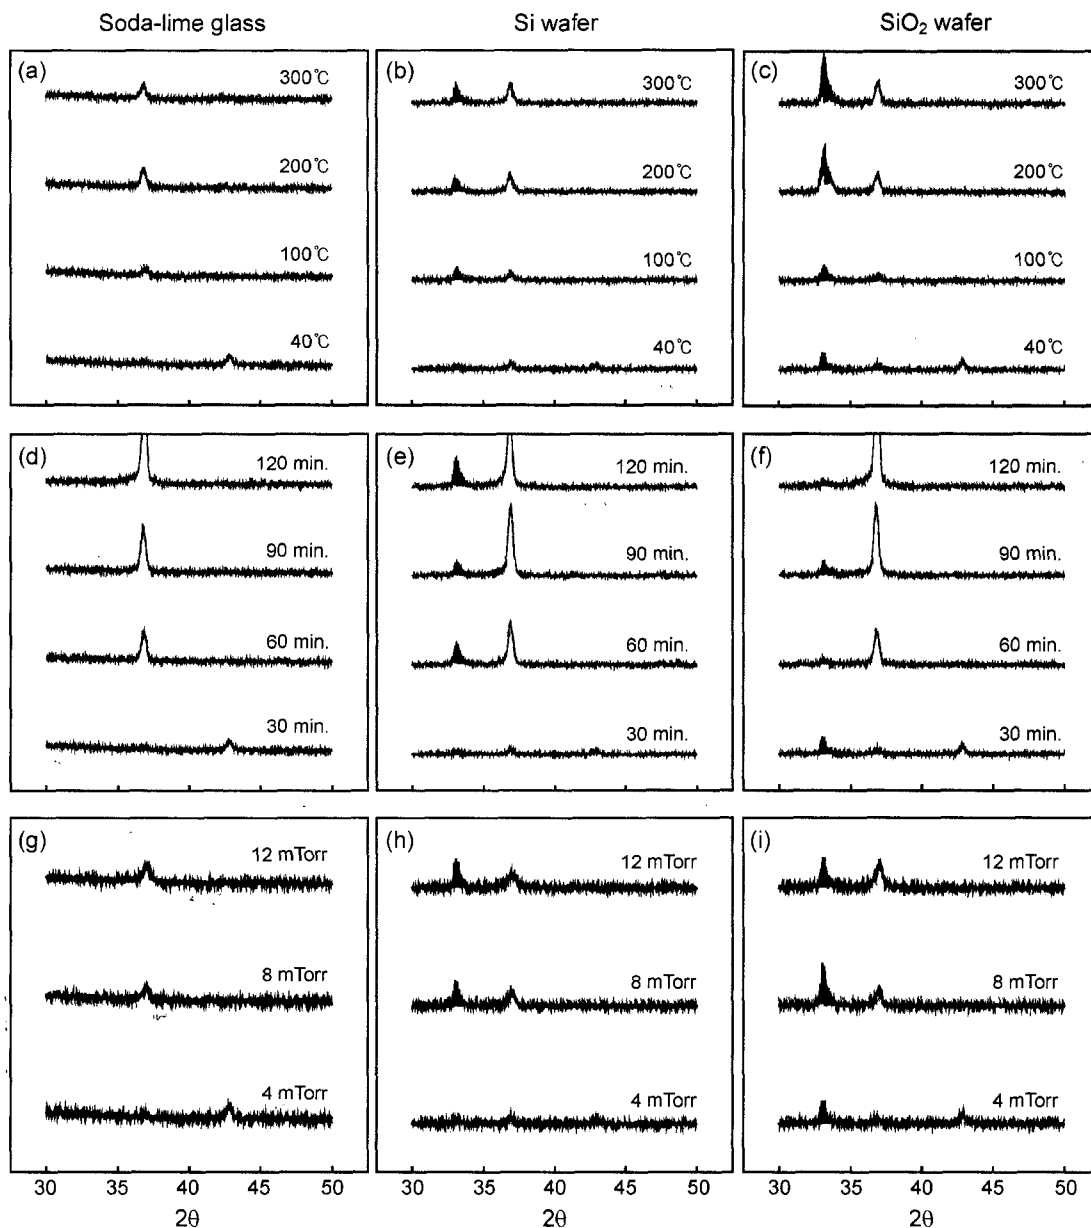 Soda-lime glass Si wafer SiO₂ wafer
(a) 300℃ (b) 300℃ (c) 300℃
200℃ 200℃ 200℃
100℃ 100℃ 100℃
40℃ 40℃ 40℃
(d) 120 min. (e) 120 min. (f) 120 min.
90 min. 90 min. 90 min.
60 min. 60 min. 60 min.
30 min. 30 min. 30 min.
(g) 12 mTorr (h) 12 mTorr (i) 12 mTorr
8 mTorr 8 mTorr 8 mTorr
4 mTorr 4 mTorr 4 mTorr
30 35 40 45 50 30 35 40 45 50 30 35 40 45 50
2θ 2θ 2θ